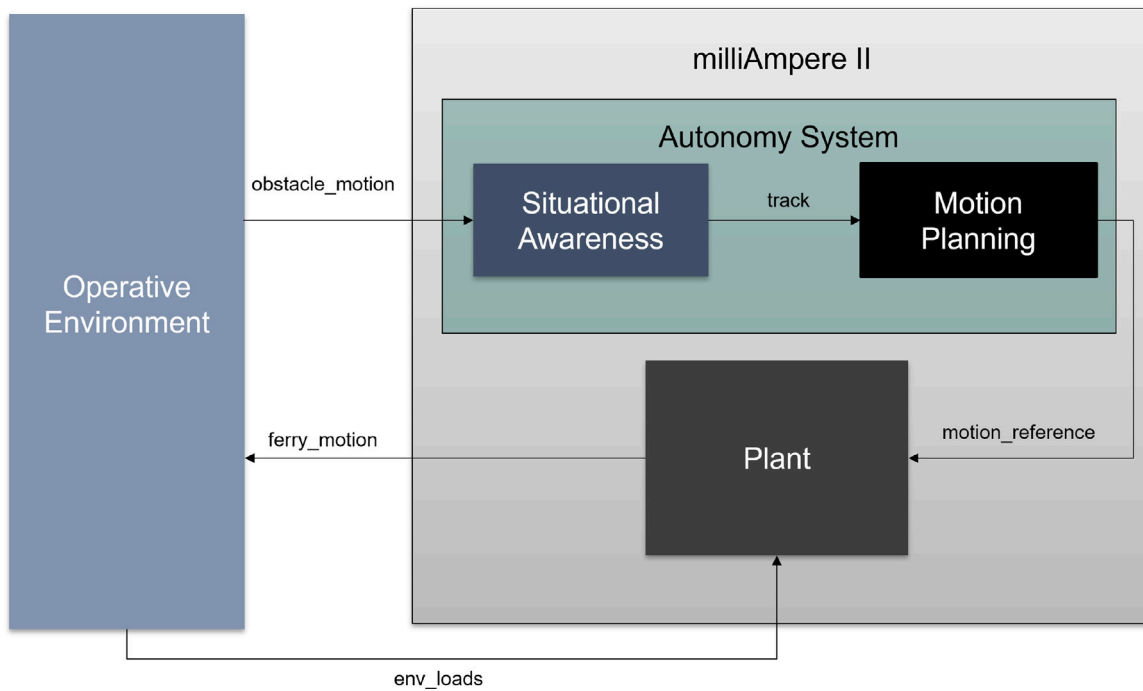 milliAmpere II
Autonomy System
obstacle_motion
Situational
Awareness
track
Motion
Planning
Operative
Environment
ferry_motion
Plant
motion_reference
env_loads